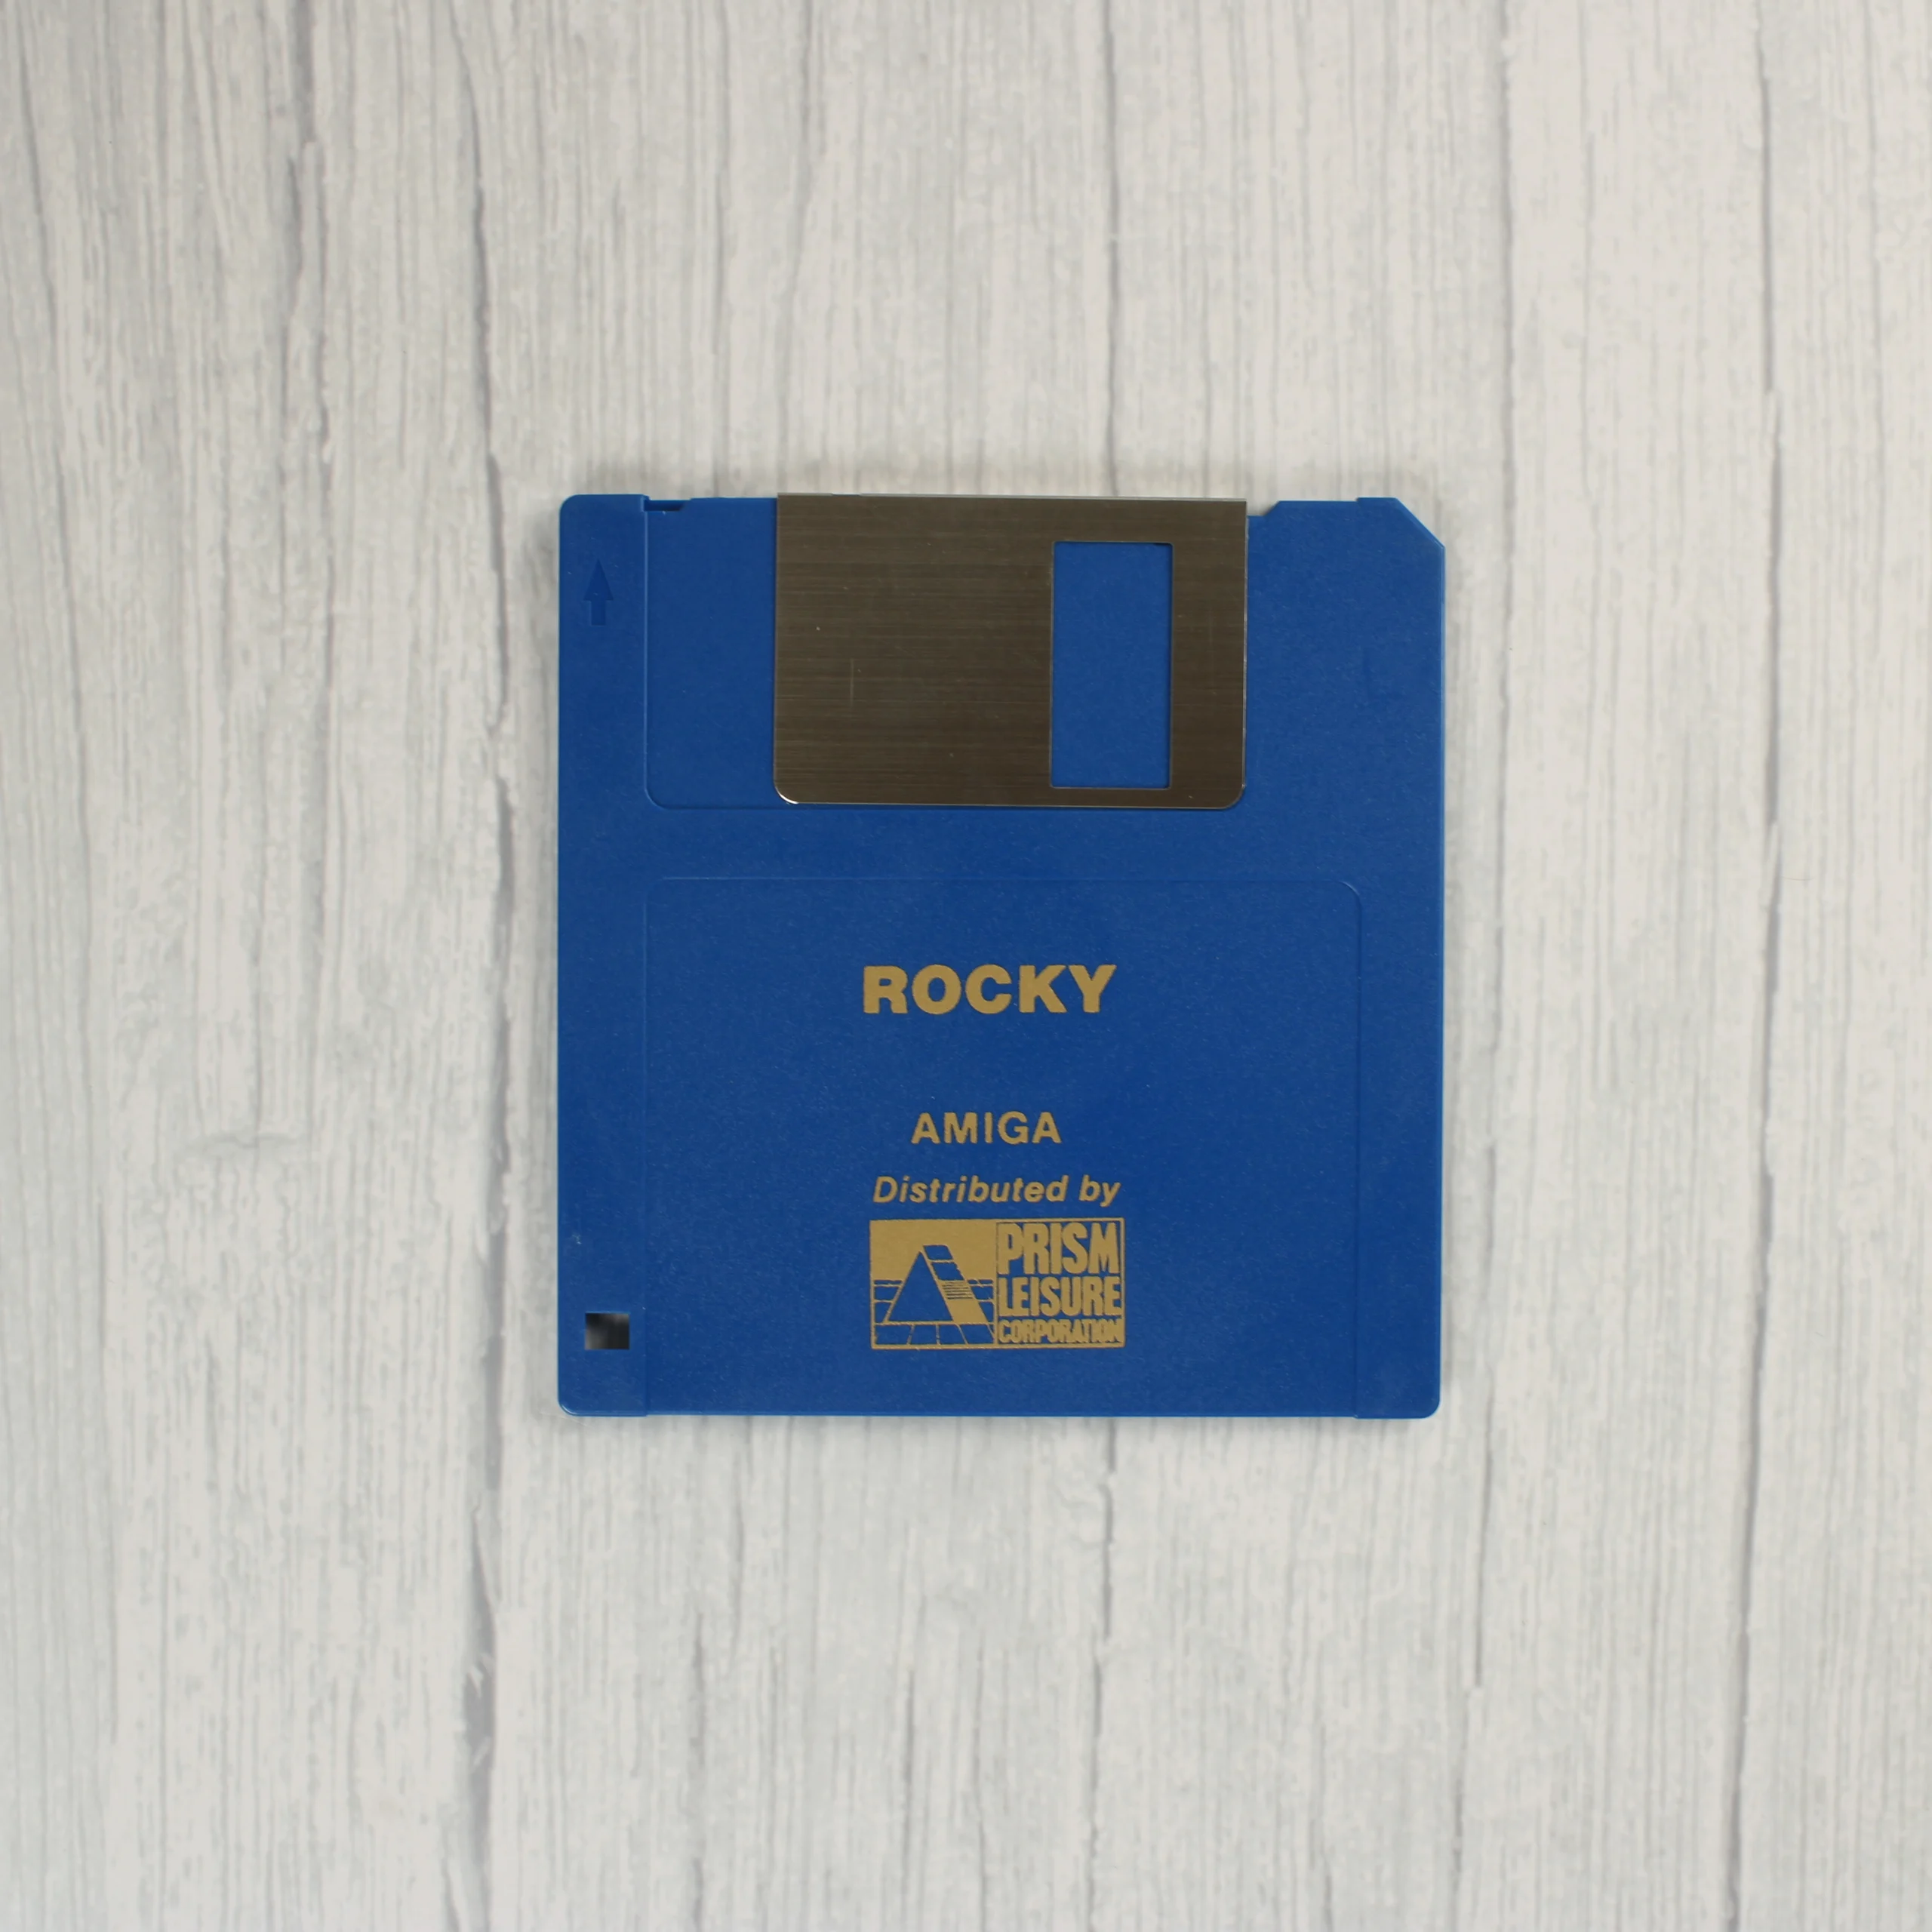 ROCKY
AMIGA
Distributed by
PRISM
LEISURE
CORPORATION